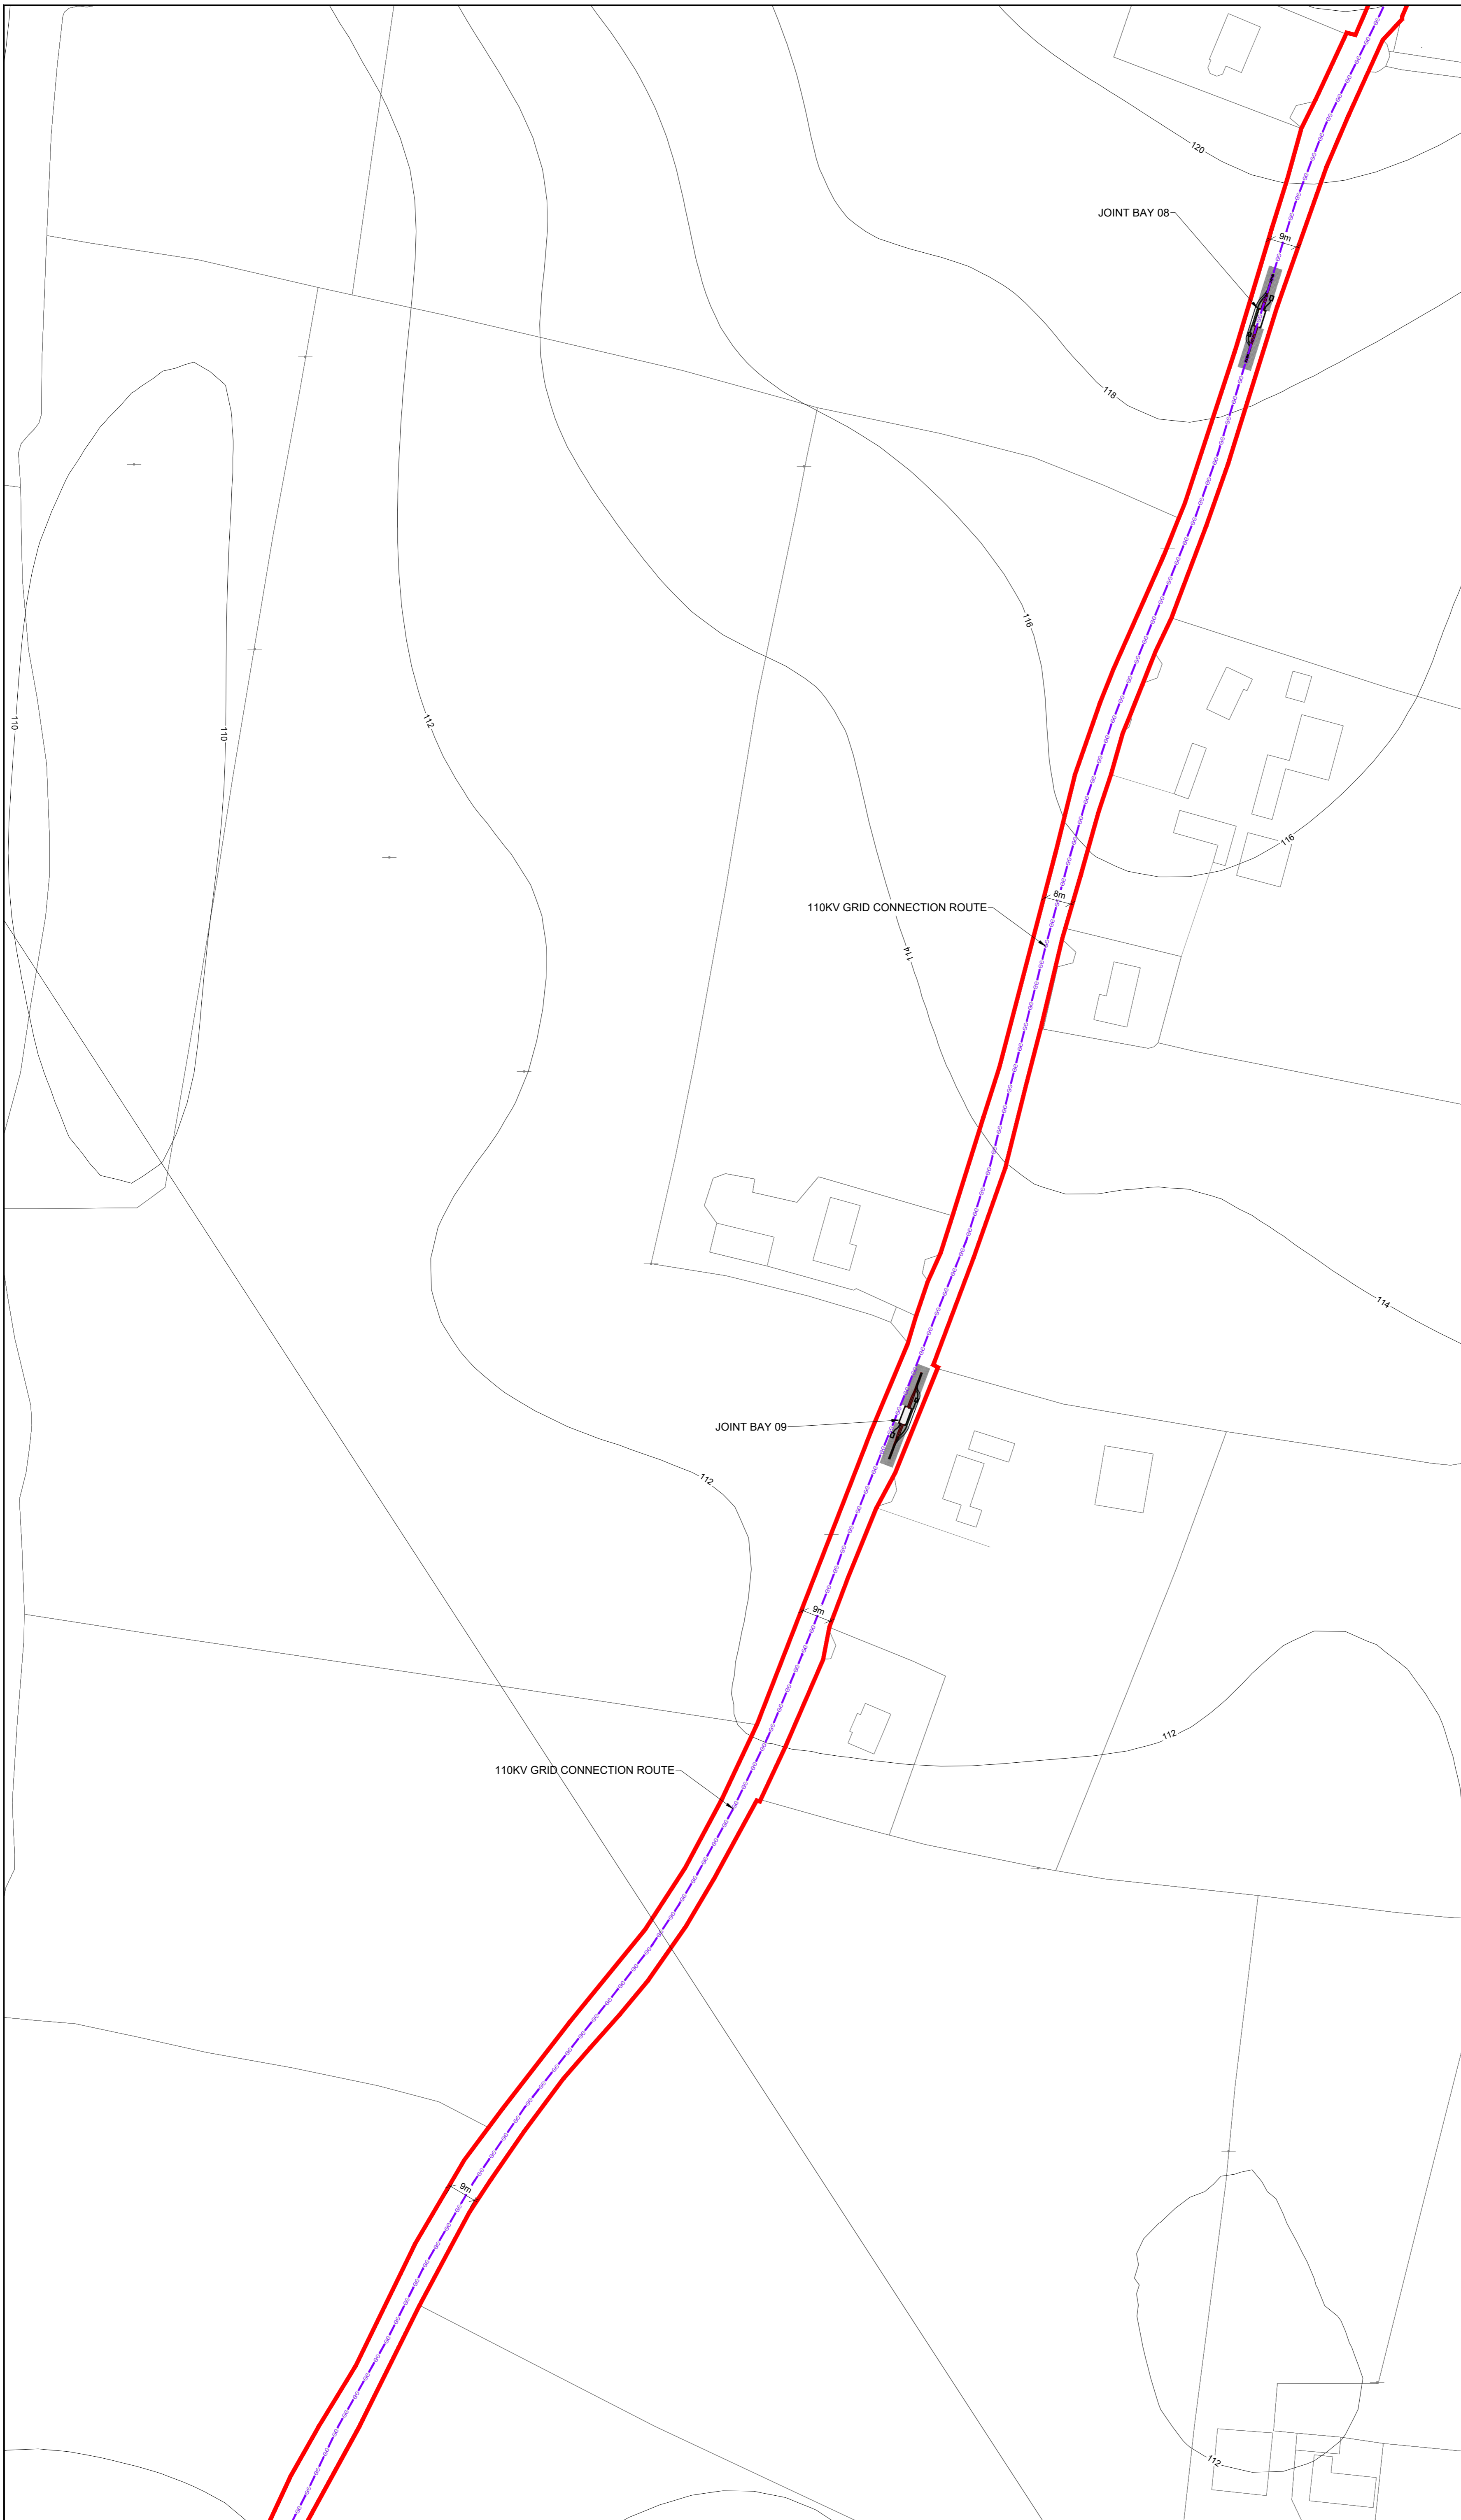 120
JOINT BAY 08
9m
118
116
110
110
112
116
8m
110KV GRID CONNECTION ROUTE
114
114
JOINT BAY 09
112
9m
112
110KV GRID CONNECTION ROUTE
9m
112